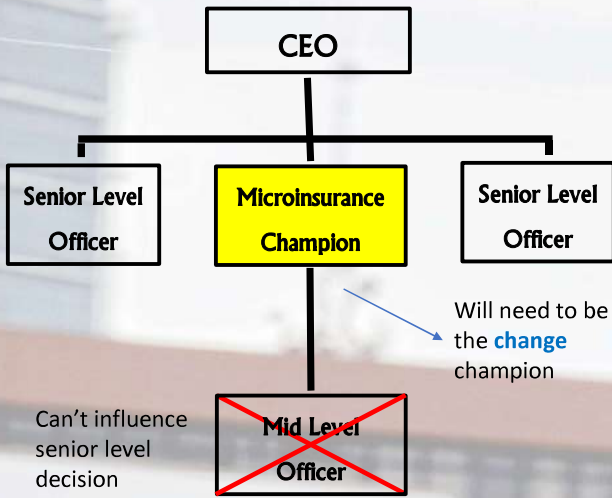 CEO
Senior Level
Officer
Microinsurance
Champion
Senior Level
Officer
Will need to be
the change
champion
Can’t influence
senior level
decision
Mid Level
Officer